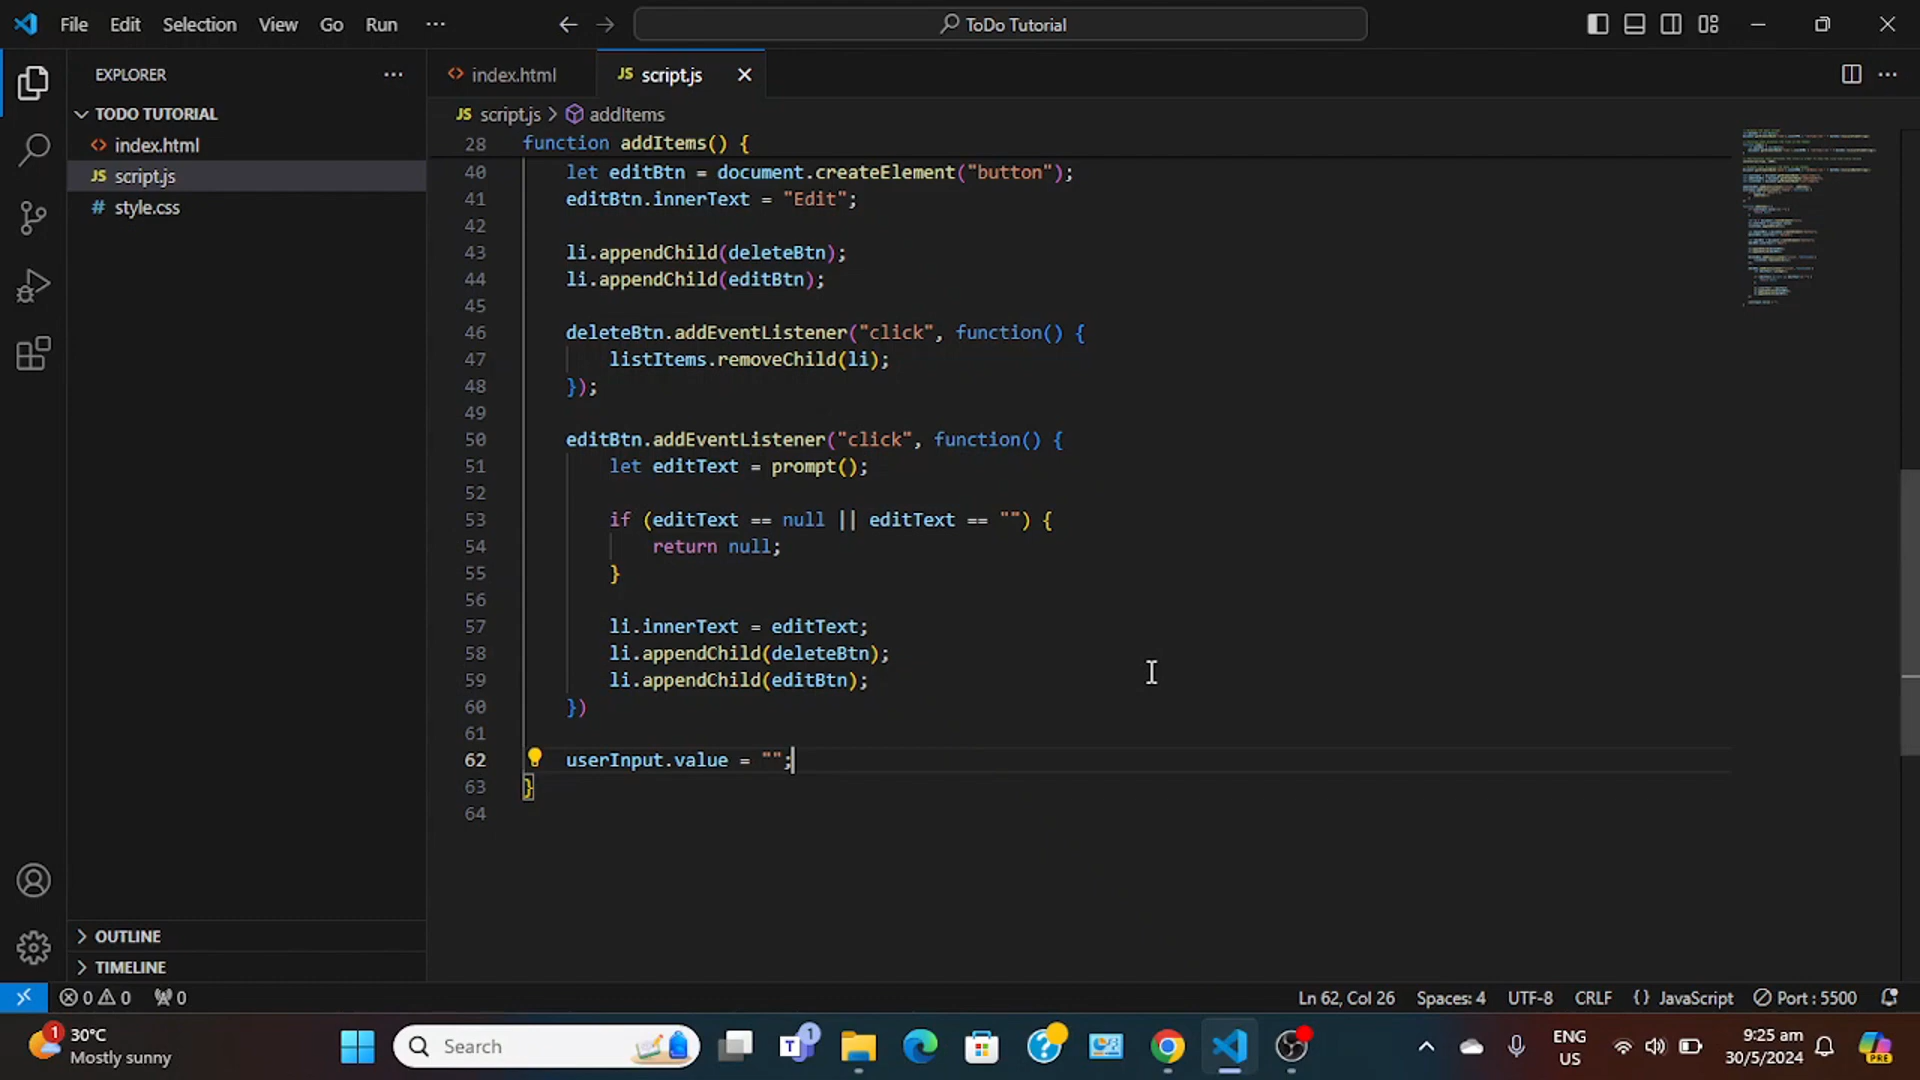 File Edit Selection View Go Run ··· ToDo Tutorial
EXPLORER
TODO TUTORIAL
index.html
JS script.js
# style.css
OUTLINE
TIMELINE
index.html JS script.js
JS script.js > addItems
28 function addItems() {
40 let editBtn = document.createElement("button");
41 editBtn.innerText = "Edit";
42
43 li.appendChild(deleteBtn);
44 li.appendChild(editBtn);
45
46 deleteBtn.addEventListener("click", function() {
47 listItems.removeChild(li);
48 });
49
50 editBtn.addEventListener("click", function() {
51 let editText = prompt();
52
53 if (editText == null || editText == "") {
54 return null;
55 }
56
57 li.innerText = editText;
58 li.appendChild(deleteBtn);
59 li.appendChild(editBtn);
60 })
61
62 userInput.value = "";
63 }
64
0 0 0 Ln 62, Col 26 Spaces: 4 UTF-8 CRLF {} JavaScript Port : 5500
1 30°C
Mostly sunny
Search
T 1
ENG
US
9:25 am
30/5/2024
PRE